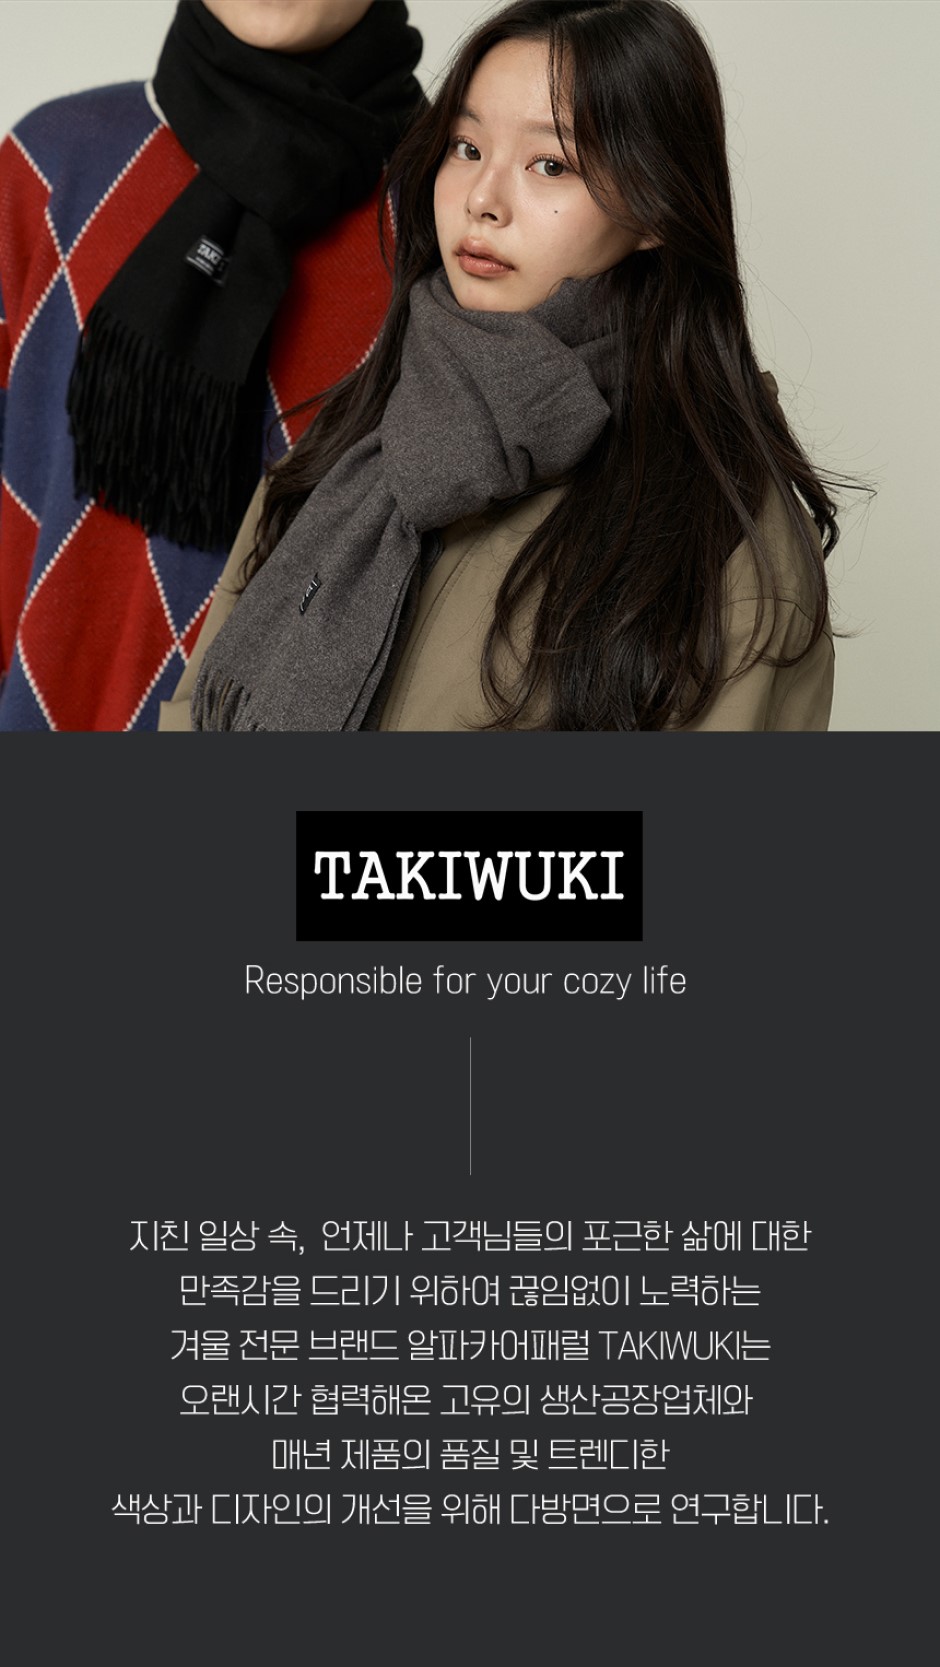 TAKIWUKI
Responsible for your cozy life
지친 일상 속, 언제나 고객님들의 포근한 삶에 대한
만족감을 드리기 위하여 끊임없이 노력하는
겨울 전문 브랜드 알파카어패럴 TAKIWUKI는
오랜시간 협력해온 고유의 생산공장업체와
매년 제품의 품질 및 트렌디한
색상과 디자인의 개선을 위해 다방면으로 연구합니다.